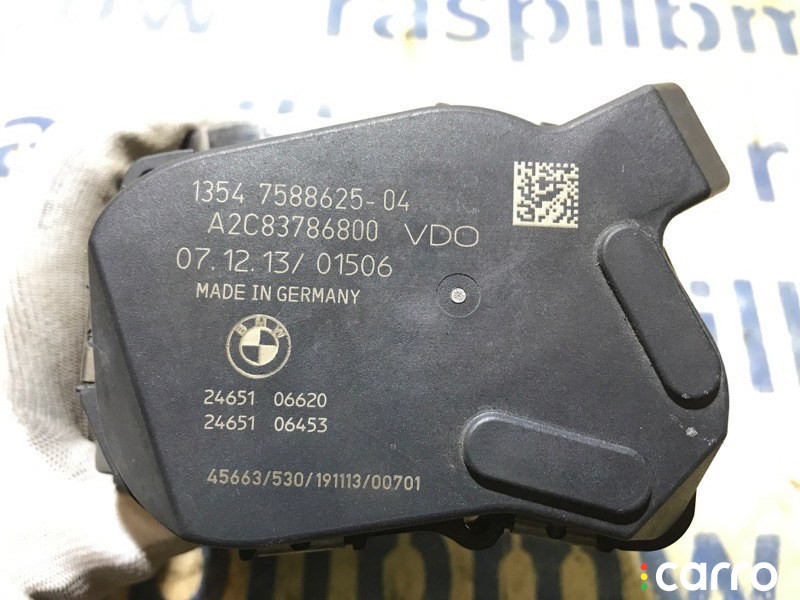 raspilbm
1354 7588625-04
A2C83786800 VDO
07.12.13/ 01506
MADE IN GERMANY
BMW
24651 06620
24651 06453
45663/530/191113/00701
carro